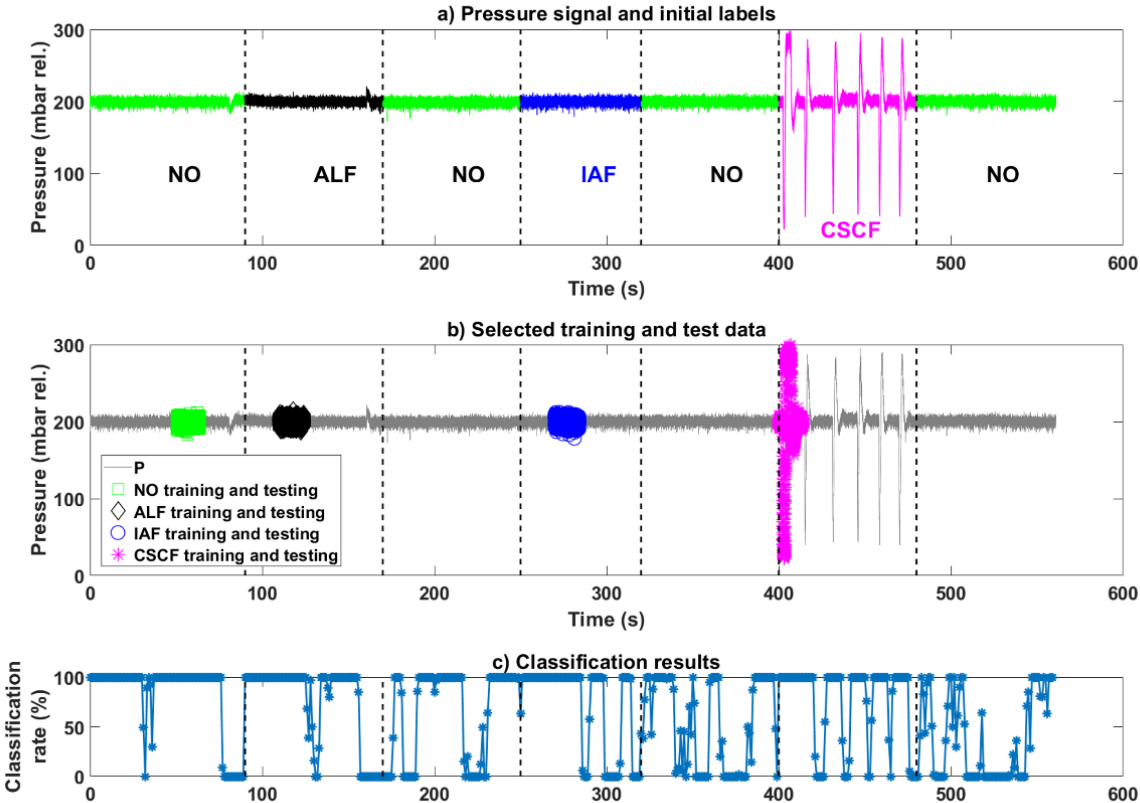 a) Pressure signal and initial labels
Pressure (mbar rel.)
300
200
100
0
NO
ALF
NO
IAF
NO
CSCF
NO
0 100 200 300 400 500 600
Time (s)
b) Selected training and test data
Pressure (mbar rel.)
300
200
100
0
P
NO training and testing
ALF training and testing
IAF training and testing
CSCF training and testing
0 100 200 300 400 500 600
Time (s)
c) Classification results
Classification
rate (%)
100
50
0
0 100 200 300 400 500 600